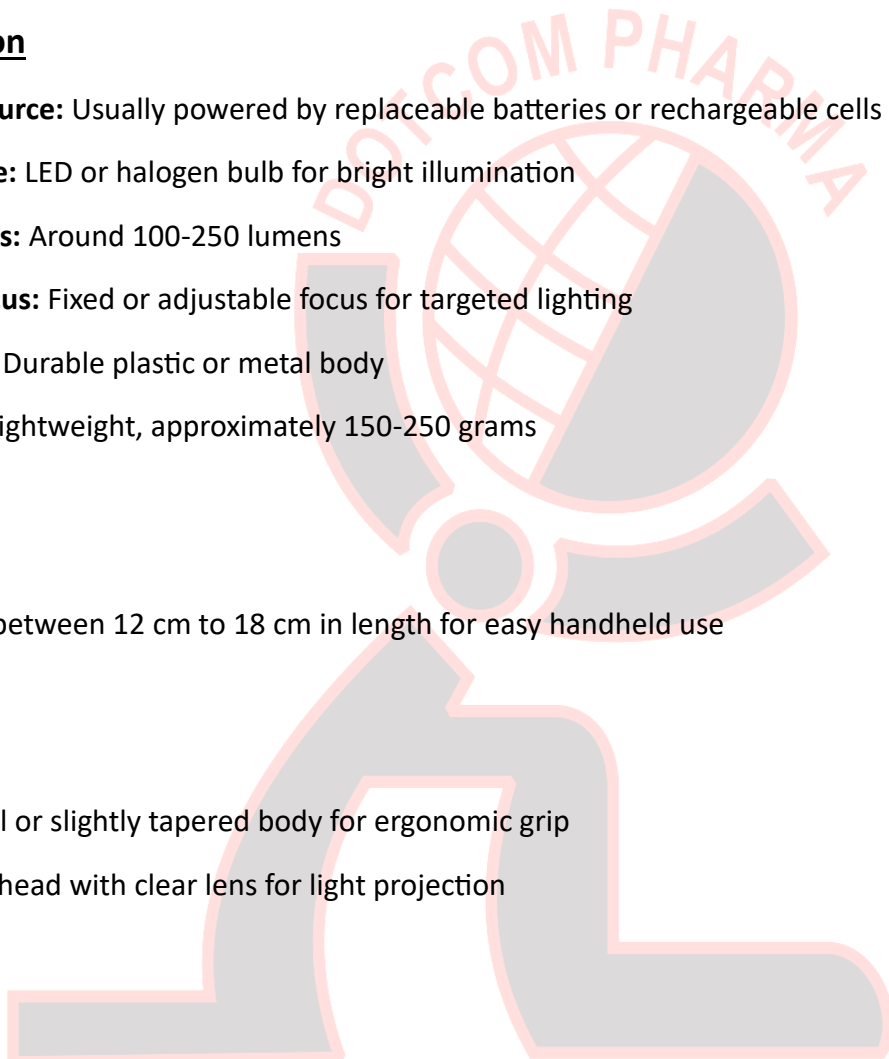 on
DOTCOM PHARMA
urce: Usually powered by replaceable batteries or rechargeable cells
e: LED or halogen bulb for bright illumination
s: Around 100-250 lumens
cus: Fixed or adjustable focus for targeted lighting
Durable plastic or metal body
ightweight, approximately 150-250 grams
between 12 cm to 18 cm in length for easy handheld use
l or slightly tapered body for ergonomic grip
head with clear lens for light projection